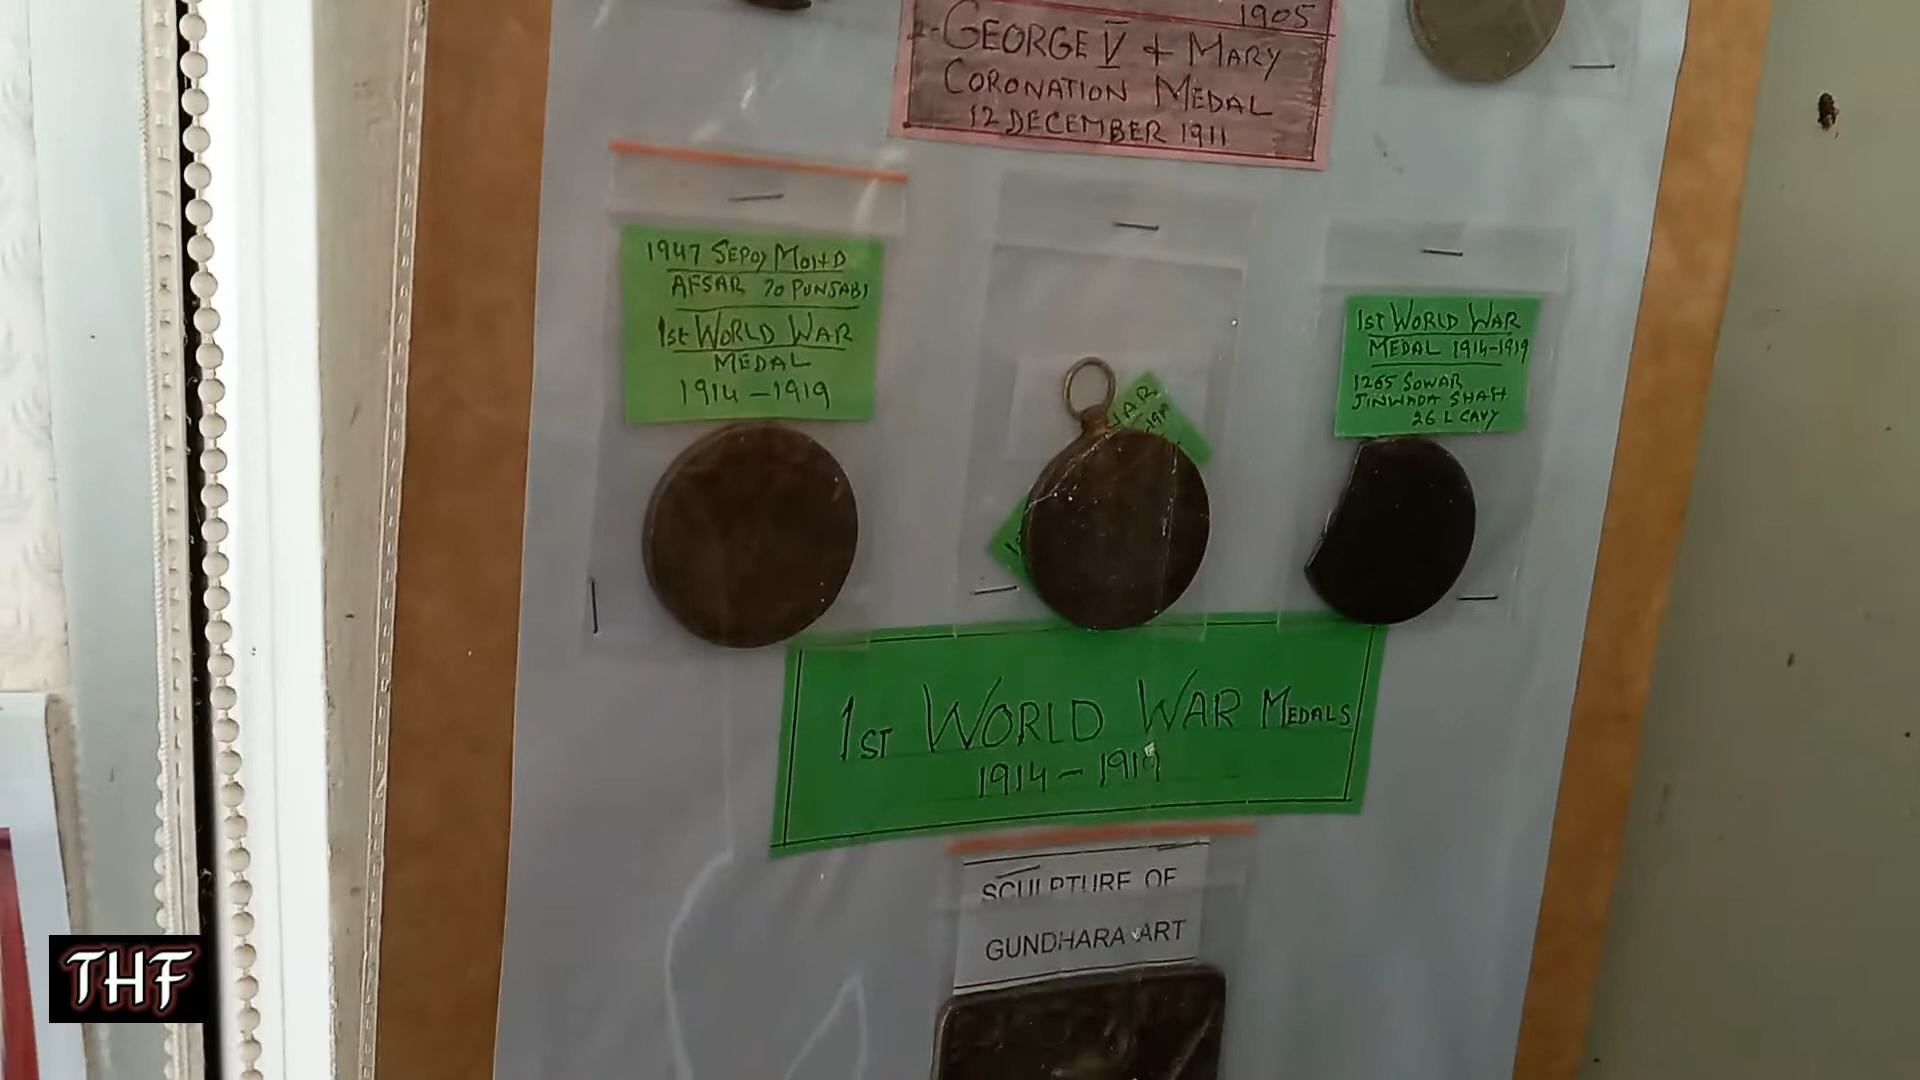 1905
2- GEORGE V + MARY
CORONATION MEDAL
12 DECEMBER 1911
1947 SEPOY MOHD
AFSAR 70 PUNJABI
1st WORLD WAR
MEDAL
1914-1919
WAR
1st WORLD WAR
MEDAL 1914-1919
1265 SOWAR
JINWADA SHAH
26 L CAVY
1ST WORLD WAR MEDALS
1914-1919
SCULPTURE OF
GUNDHARA ART
THF